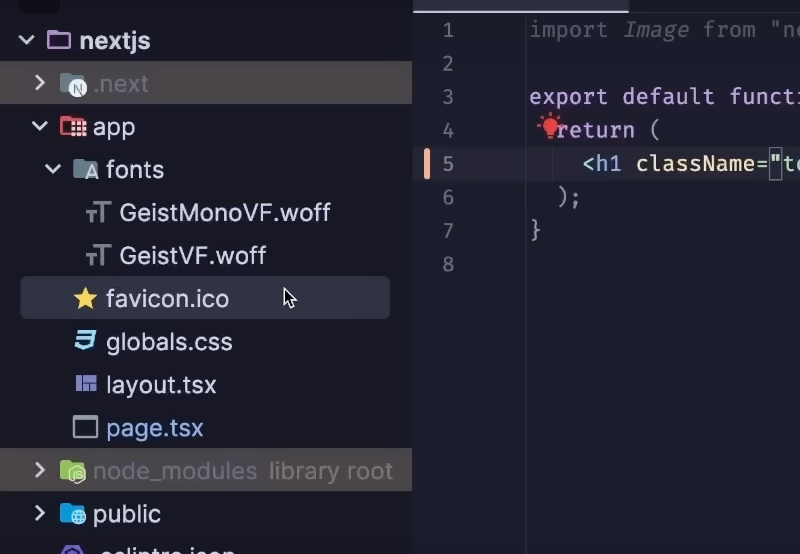 nextjs
.next
app
fonts
GeistMonoVF.woff
GeistVF.woff
favicon.ico
globals.css
layout.tsx
page.tsx
node_modules library root
public
1 import Image from "ne
2
3 export default functi
4 return (
5 <h1 className="te
6 );
7 }
8